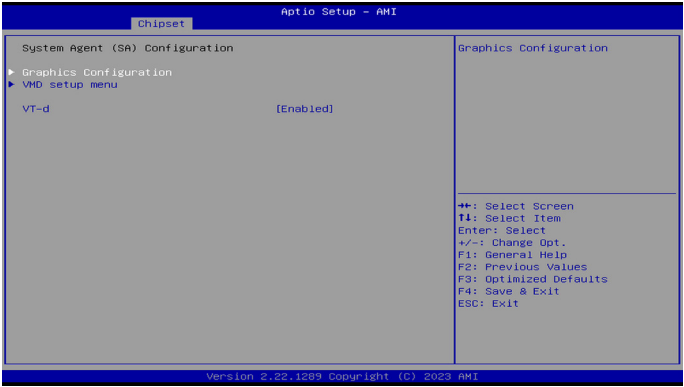 Aptio Setup – AMI
Chipset
System Agent (SA) Configuration
▶ Graphics Configuration
▶ VMD setup menu
VT-d [Enabled]
Graphics Configuration
→←: Select Screen
↑↓: Select Item
Enter: Select
+/-: Change Opt.
F1: General Help
F2: Previous Values
F3: Optimized Defaults
F4: Save & Exit
ESC: Exit
Version 2.22.1289 Copyright (C) 2023 AMI